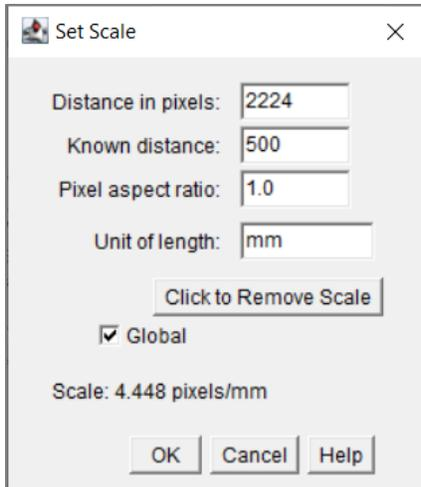 Set Scale
Distance in pixels: 2224
Known distance: 500
Pixel aspect ratio: 1.0
Unit of length: mm
Click to Remove Scale
Global
Scale: 4.448 pixels/mm
OK Cancel Help